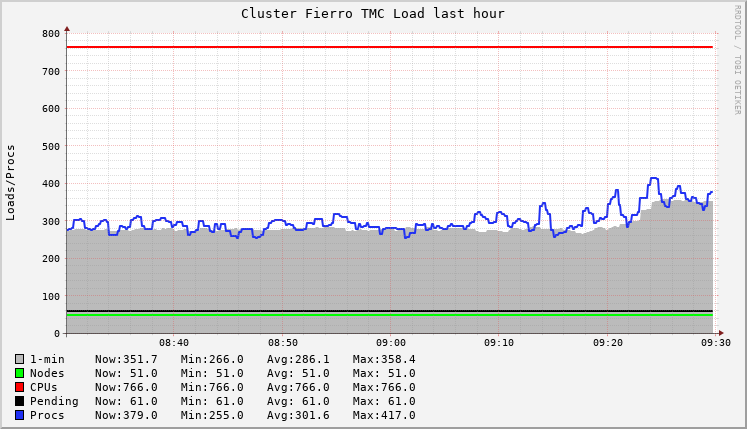 Cluster Fierro TMC Load last hour
RRDTOOL / TOBI OETIKER
Loads/Procs
800
700
600
500
400
300
200
100
0
08:40 08:50 09:00 09:10 09:20 09:30
1-min Now:351.7 Min:266.0 Avg:286.1 Max:358.4
Nodes Now: 51.0 Min: 51.0 Avg: 51.0 Max: 51.0
CPUs Now:766.0 Min:766.0 Avg:766.0 Max:766.0
Pending Now: 61.0 Min: 61.0 Avg: 61.0 Max: 61.0
Procs Now:379.0 Min:255.0 Avg:301.6 Max:417.0